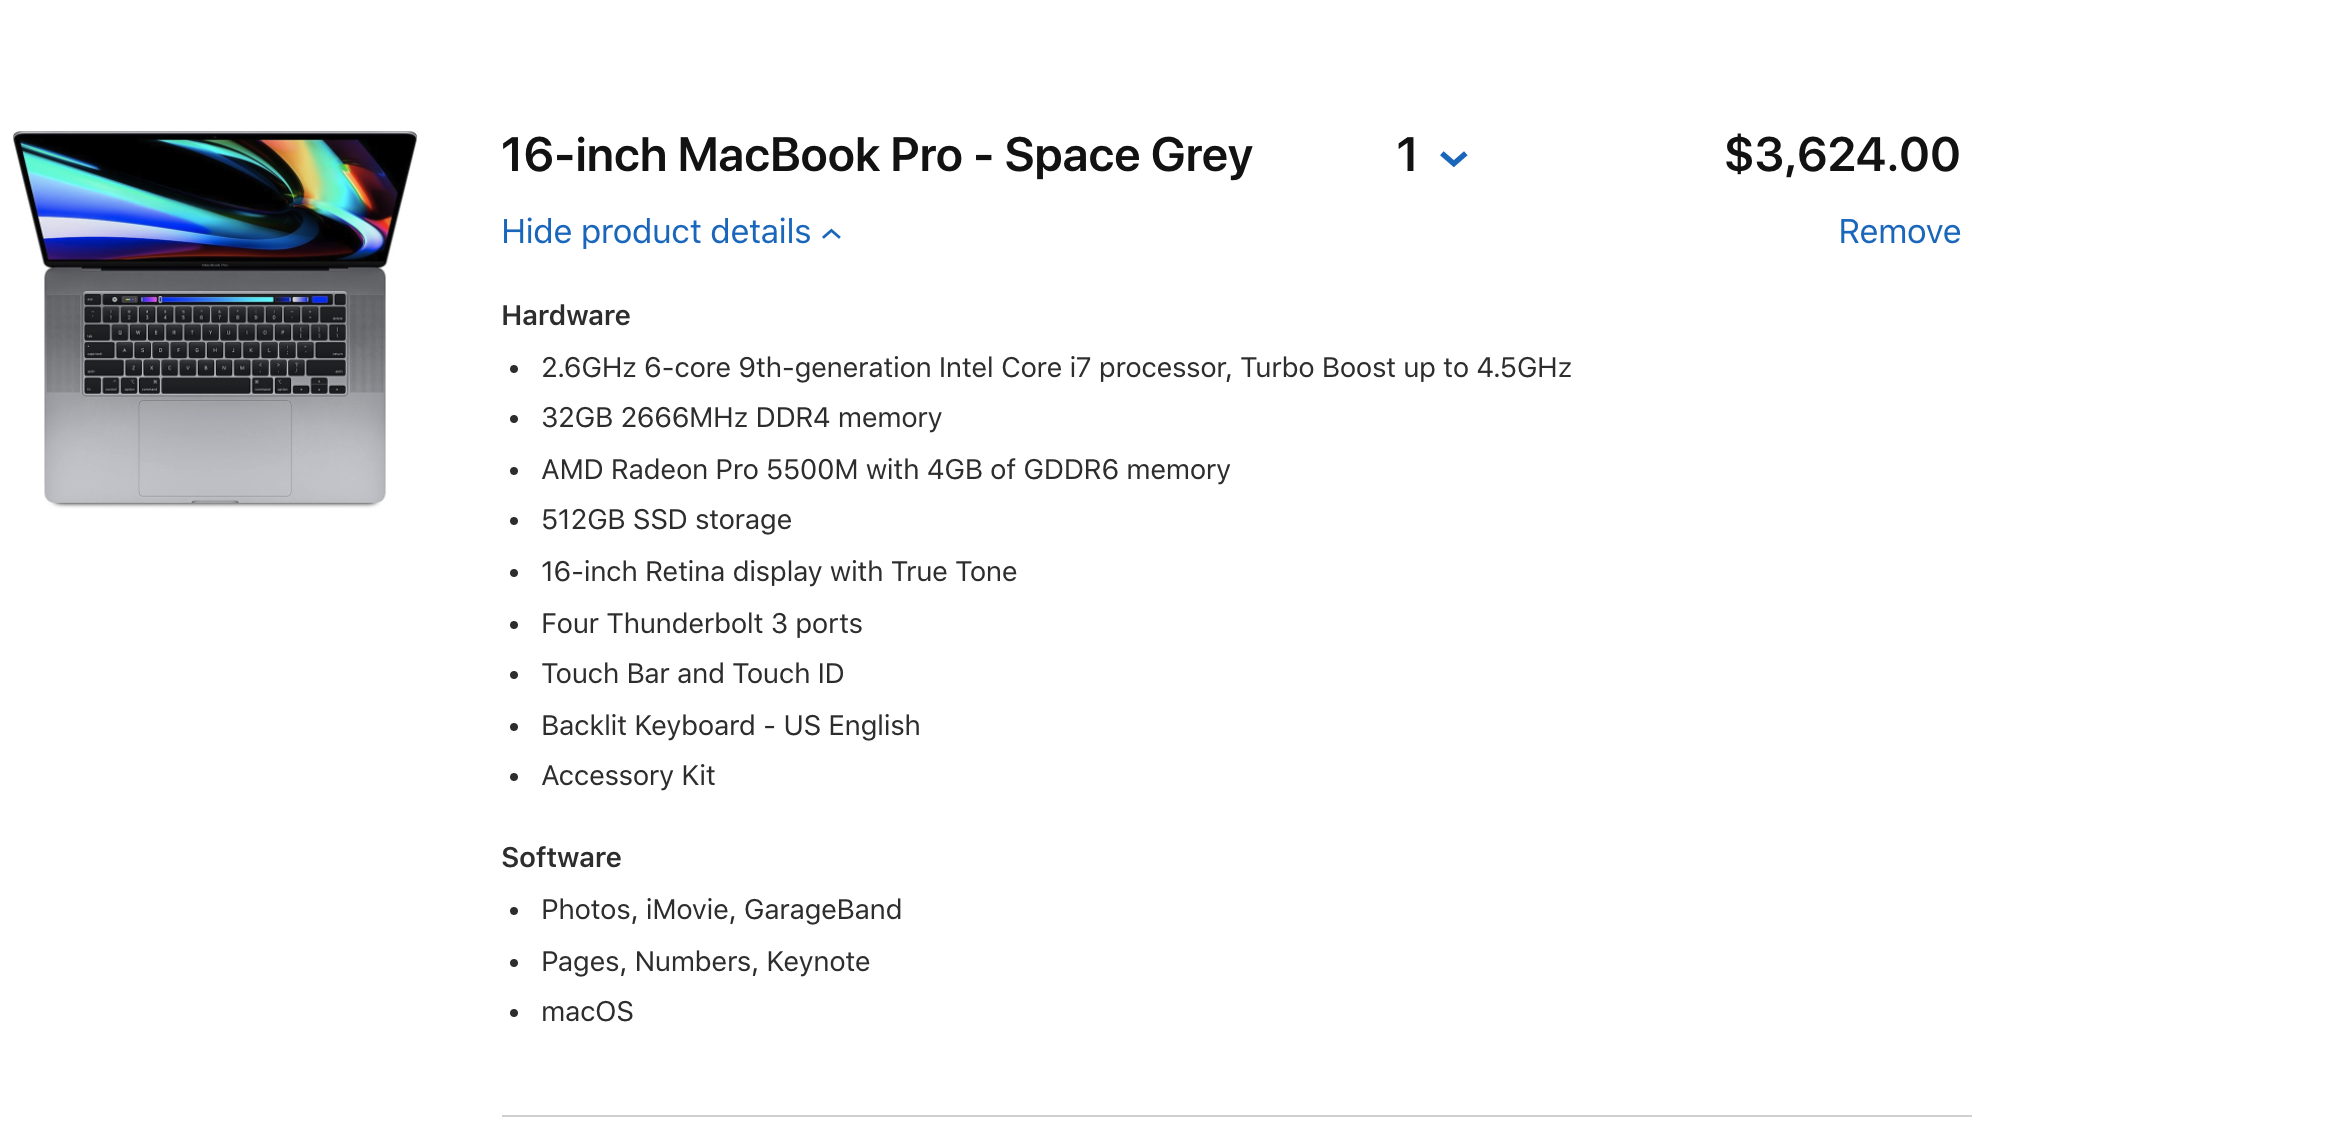 16-inch MacBook Pro - Space Grey 1 $3,624.00
Hide product details Remove
Hardware
• 2.6GHz 6-core 9th-generation Intel Core i7 processor, Turbo Boost up to 4.5GHz
• 32GB 2666MHz DDR4 memory
• AMD Radeon Pro 5500M with 4GB of GDDR6 memory
• 512GB SSD storage
• 16-inch Retina display with True Tone
• Four Thunderbolt 3 ports
• Touch Bar and Touch ID
• Backlit Keyboard - US English
• Accessory Kit
Software
• Photos, iMovie, GarageBand
• Pages, Numbers, Keynote
• macOS